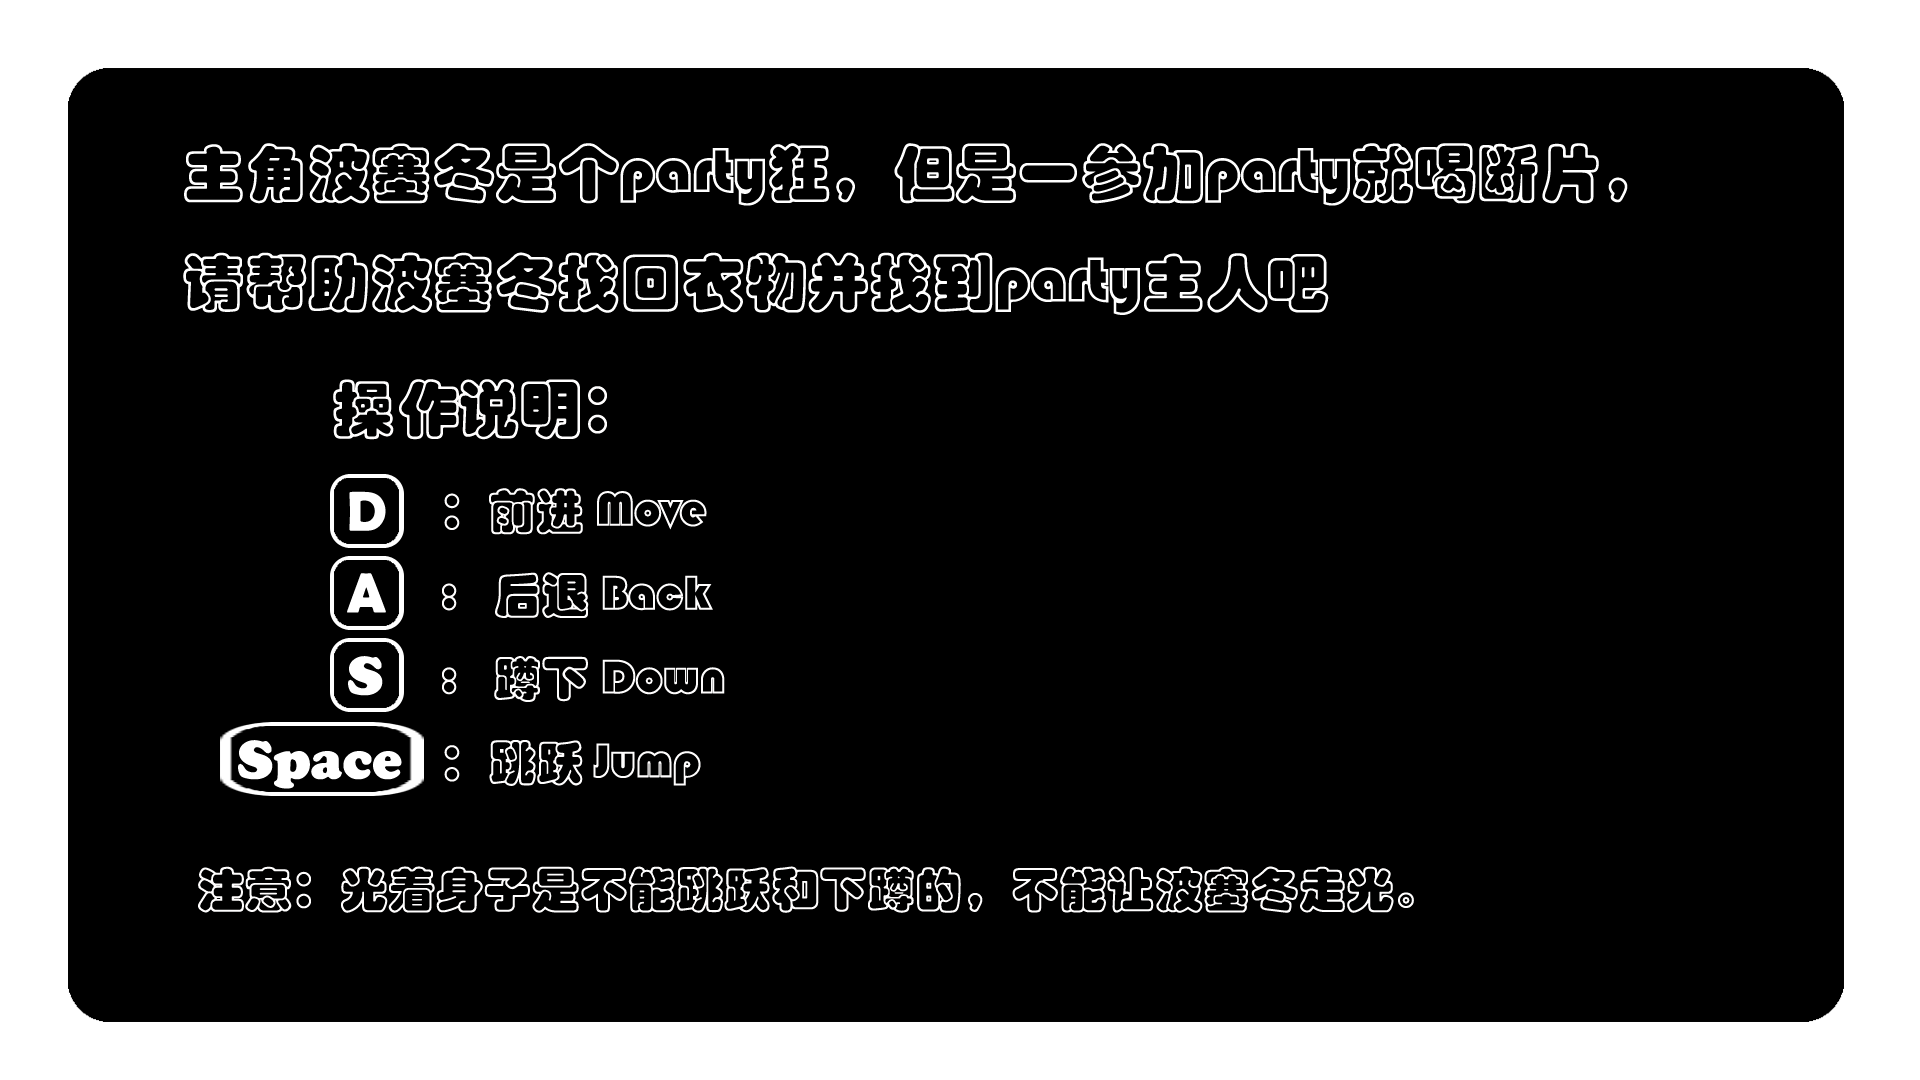 主角波塞冬是个party狂，但是一参加party就喝断片，
请帮助波塞冬找回衣物并找到party主人吧
操作说明：
D ：前进 Move
A ：后退 Back
S ：蹲下 Down
Space ：跳跃 Jump
注意：光着身子是不能跳跃和下蹲的，不能让波塞冬走光。